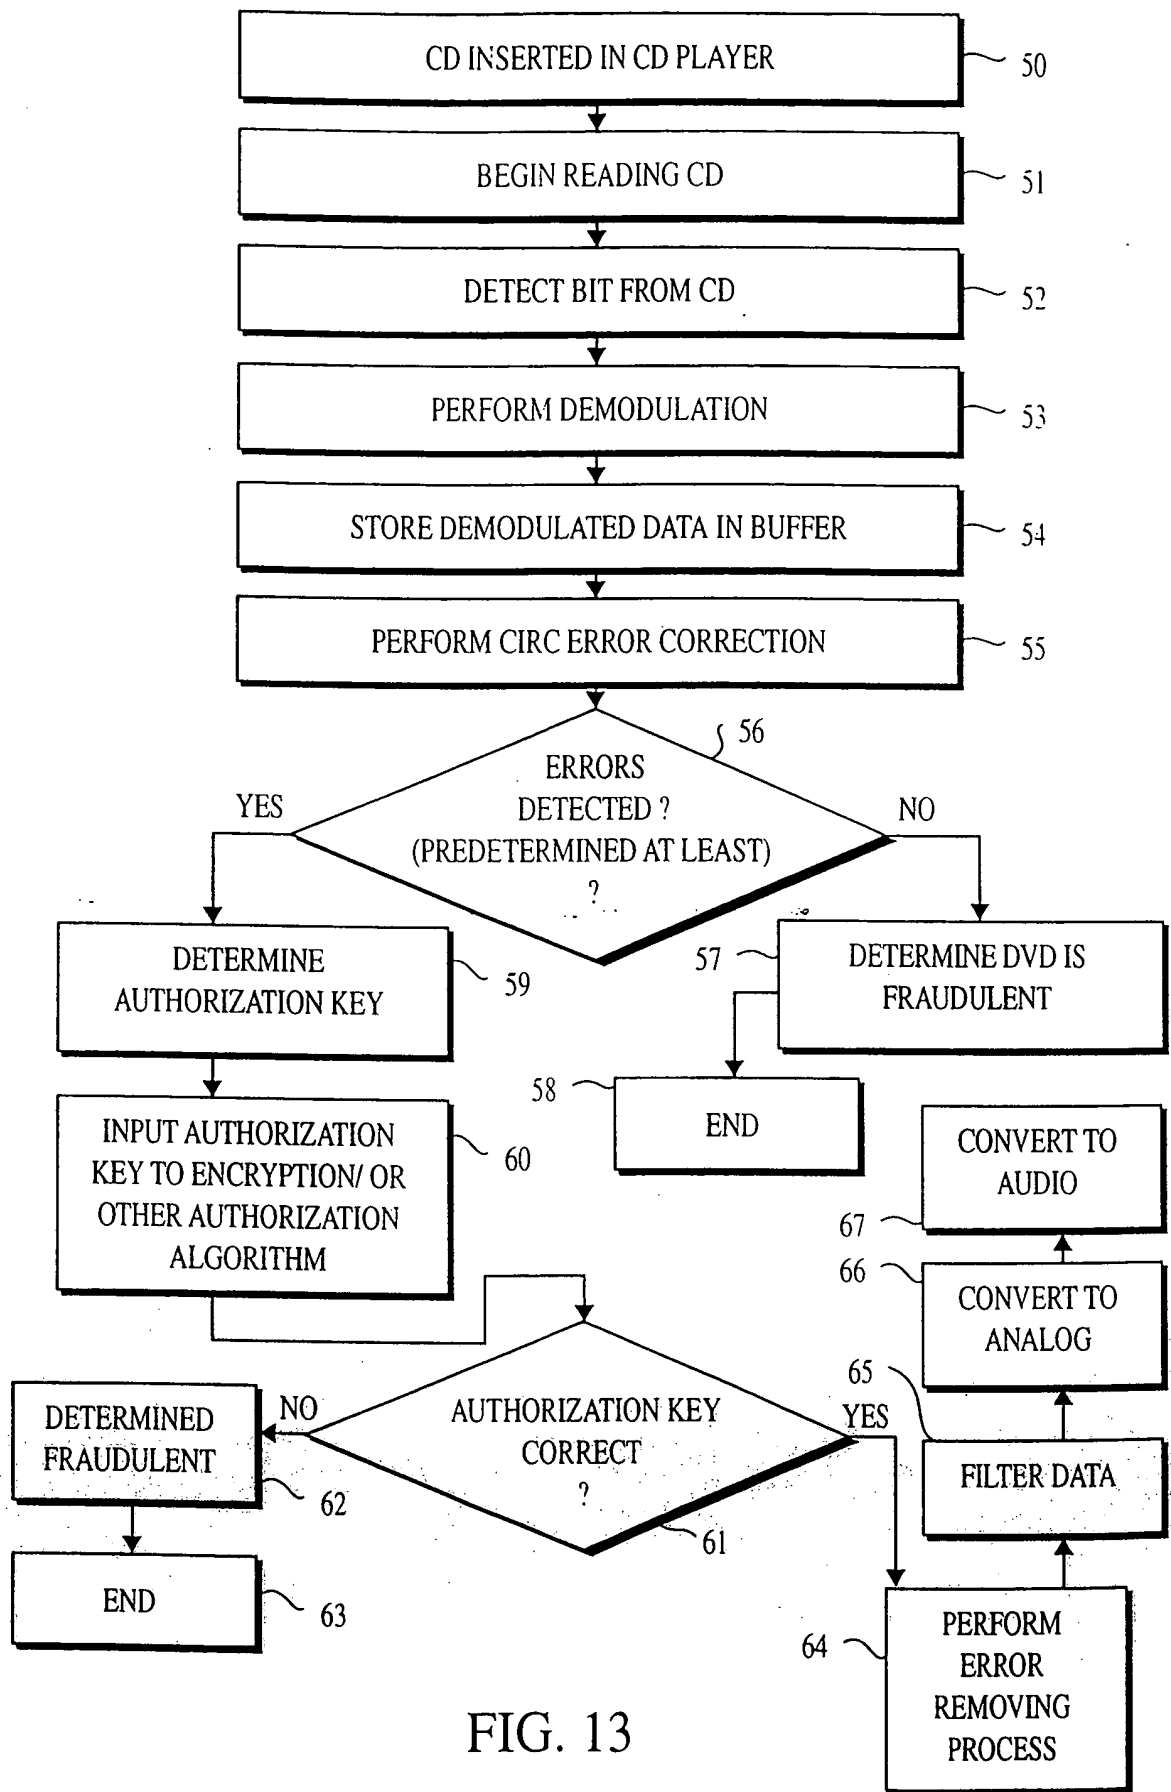 CD INSERTED IN CD PLAYER
50
BEGIN READING CD
51
DETECT BIT FROM CD
52
PERFORM DEMODULATION
53
STORE DEMODULATED DATA IN BUFFER
54
PERFORM CIRC ERROR CORRECTION
55
56
ERRORS
DETECTED ?
(PREDETERMINED AT LEAST)
?
YES
NO
DETERMINE
AUTHORIZATION KEY
59
57
DETERMINE DVD IS
FRAUDULENT
58
END
INPUT AUTHORIZATION
KEY TO ENCRYPTION/ OR
OTHER AUTHORIZATION
ALGORITHM
60
CONVERT TO
AUDIO
67
66
CONVERT TO
ANALOG
65
FILTER DATA
AUTHORIZATION KEY
CORRECT
?
61
NO
YES
DETERMINED
FRAUDULENT
62
END
63
64
PERFORM
ERROR
REMOVING
PROCESS
FIG. 13